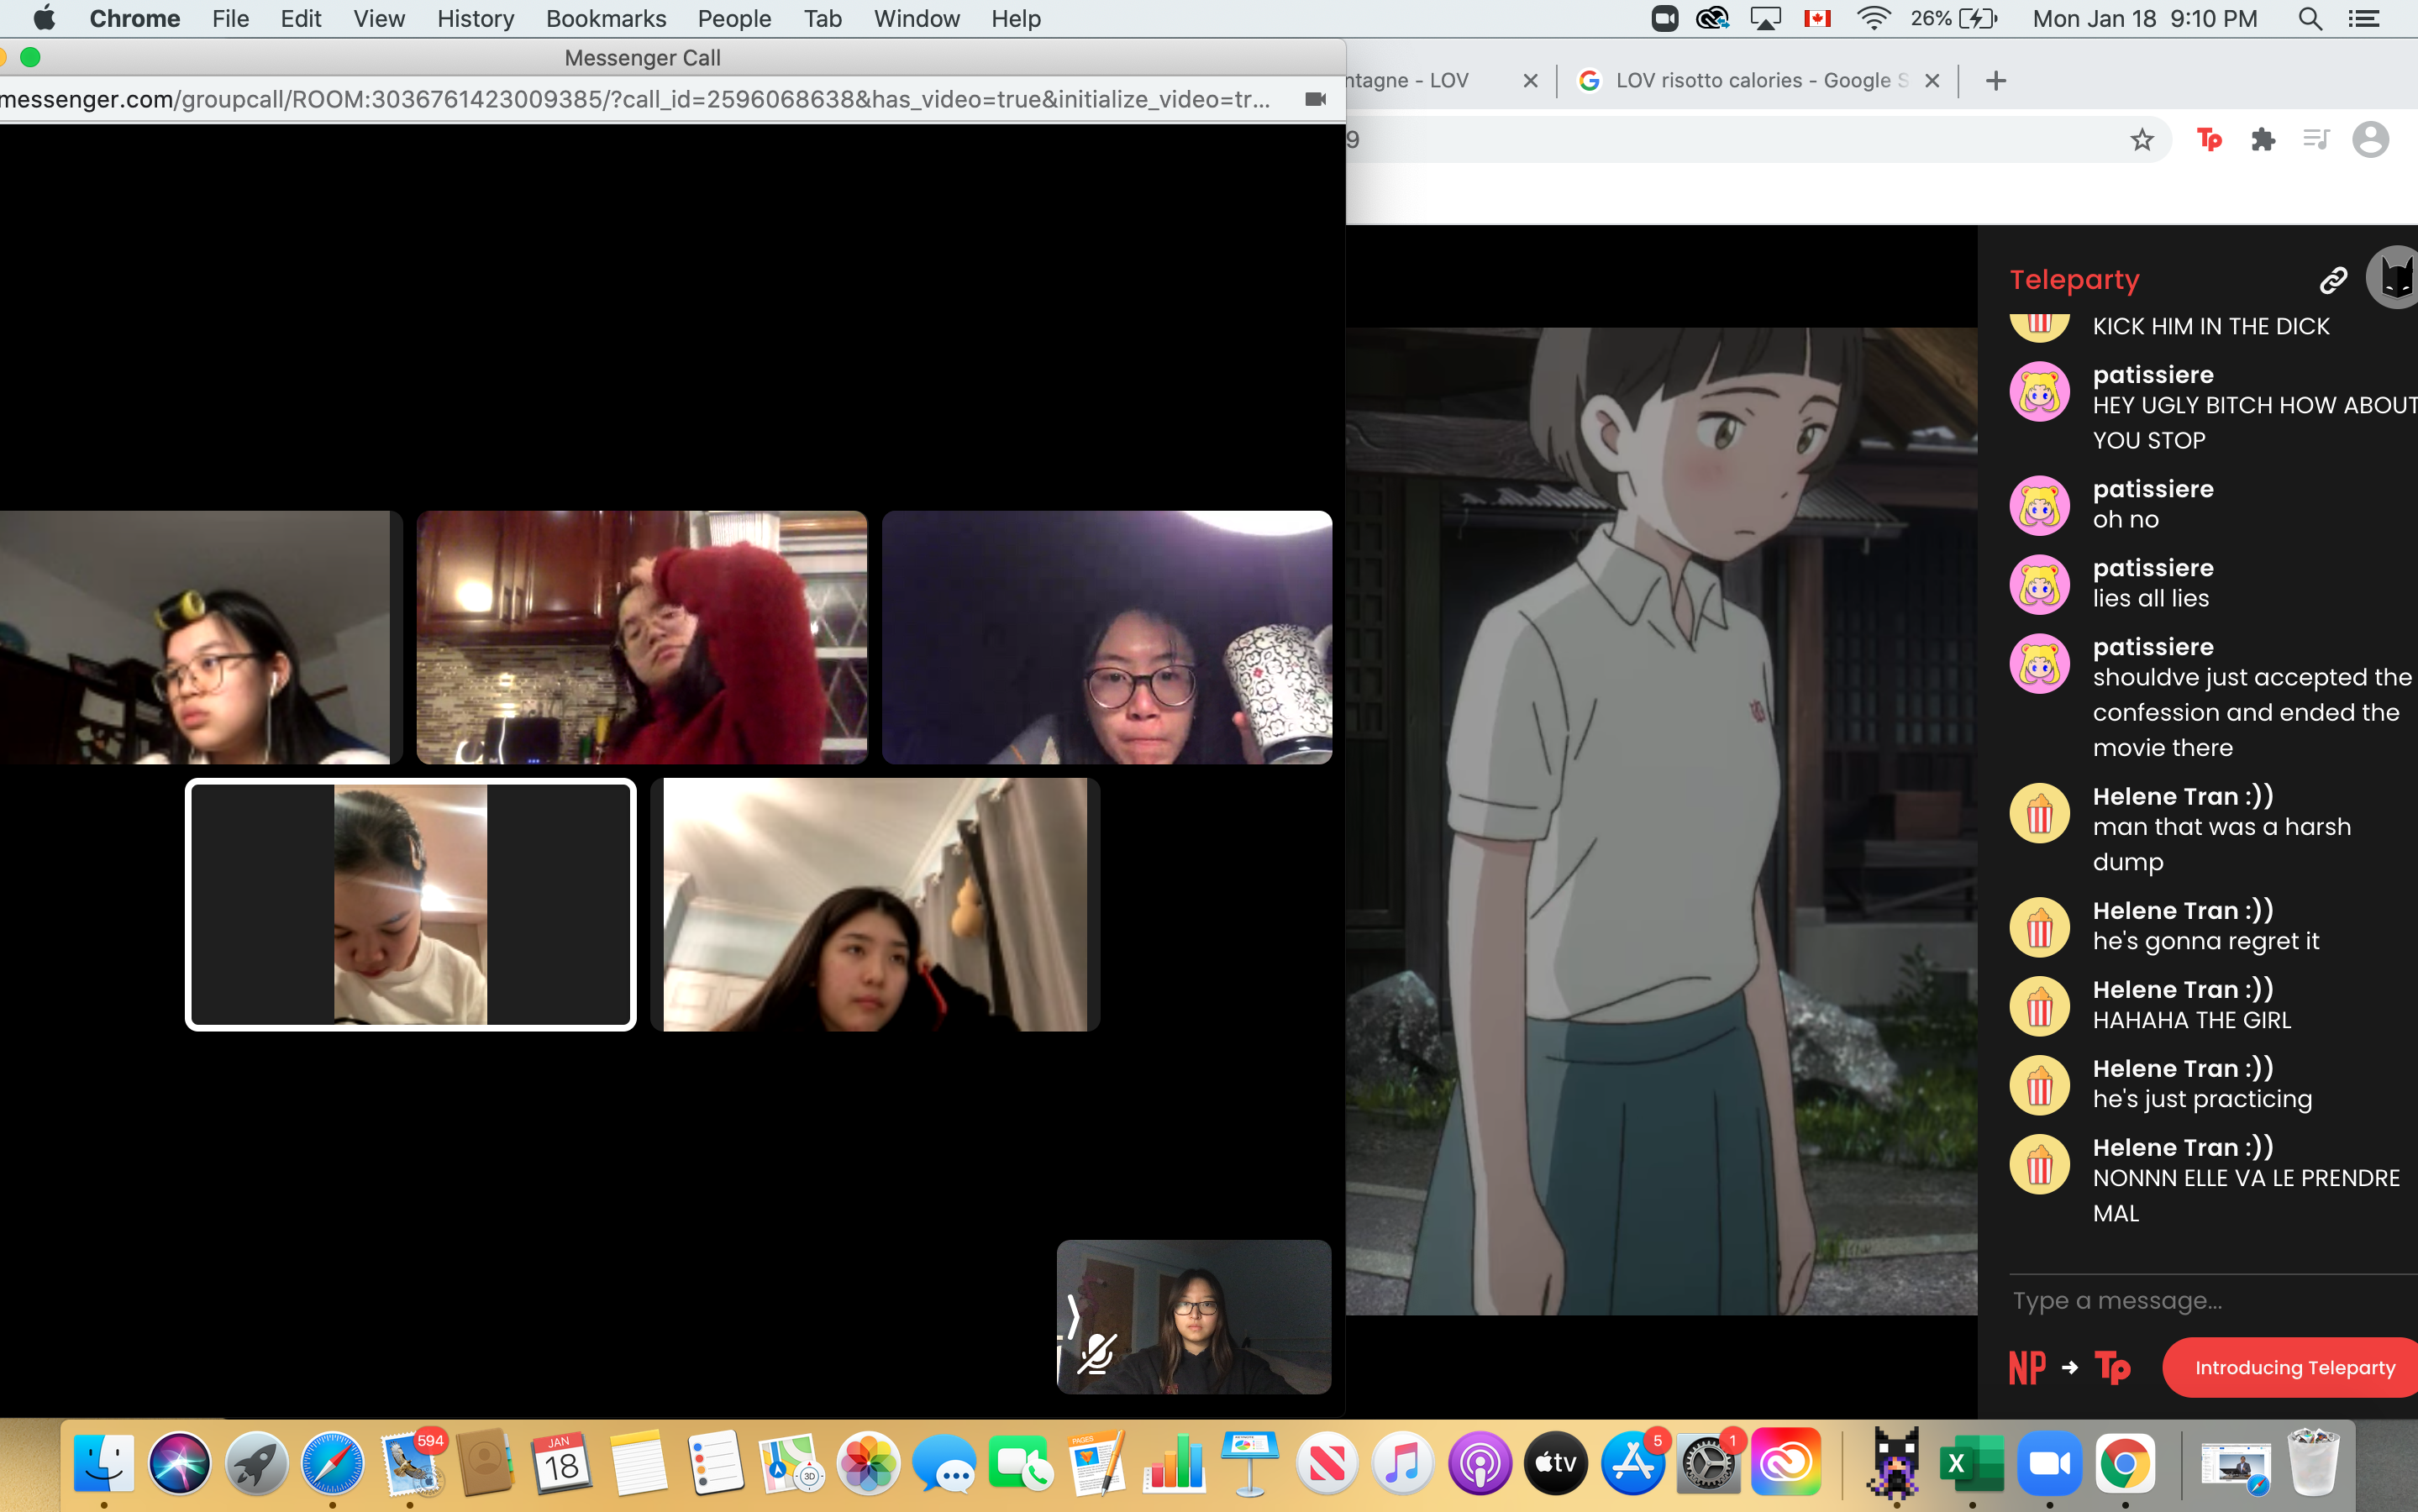 Chrome File Edit View History Bookmarks People Tab Window Help
26% Mon Jan 18 9:10 PM
Messenger Call
messenger.com/groupcall/ROOM:3036761423009385/?call_id=2596068638&has_video=true&initialize_video=tr...
ntagne - LOV
LOV risotto calories - Google S
9
Tp
Teleparty
KICK HIM IN THE DICK
patissiere
HEY UGLY BITCH HOW ABOUT
YOU STOP
patissiere
oh no
patissiere
lies all lies
patissiere
shouldve just accepted the
confession and ended the
movie there
Helene Tran :))
man that was a harsh
dump
Helene Tran :))
he's gonna regret it
Helene Tran :))
HAHAHA THE GIRL
Helene Tran :))
he's just practicing
Helene Tran :))
NONNN ELLE VA LE PRENDRE
MAL
Type a message...
NP Tp
Introducing Teleparty
594
JAN
18
3D
PAGES
tv
5
1
X